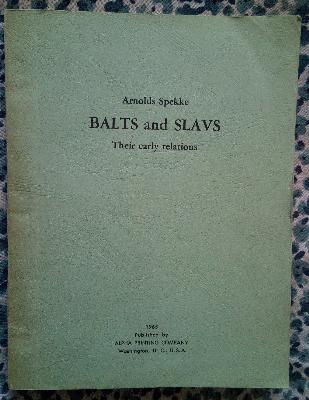 Arnolds Spekke
BALTS and SLAVS
Their early relations
1965
Published by
ALPHA PRINTING COMPANY
Washington, D. C., U.S.A.